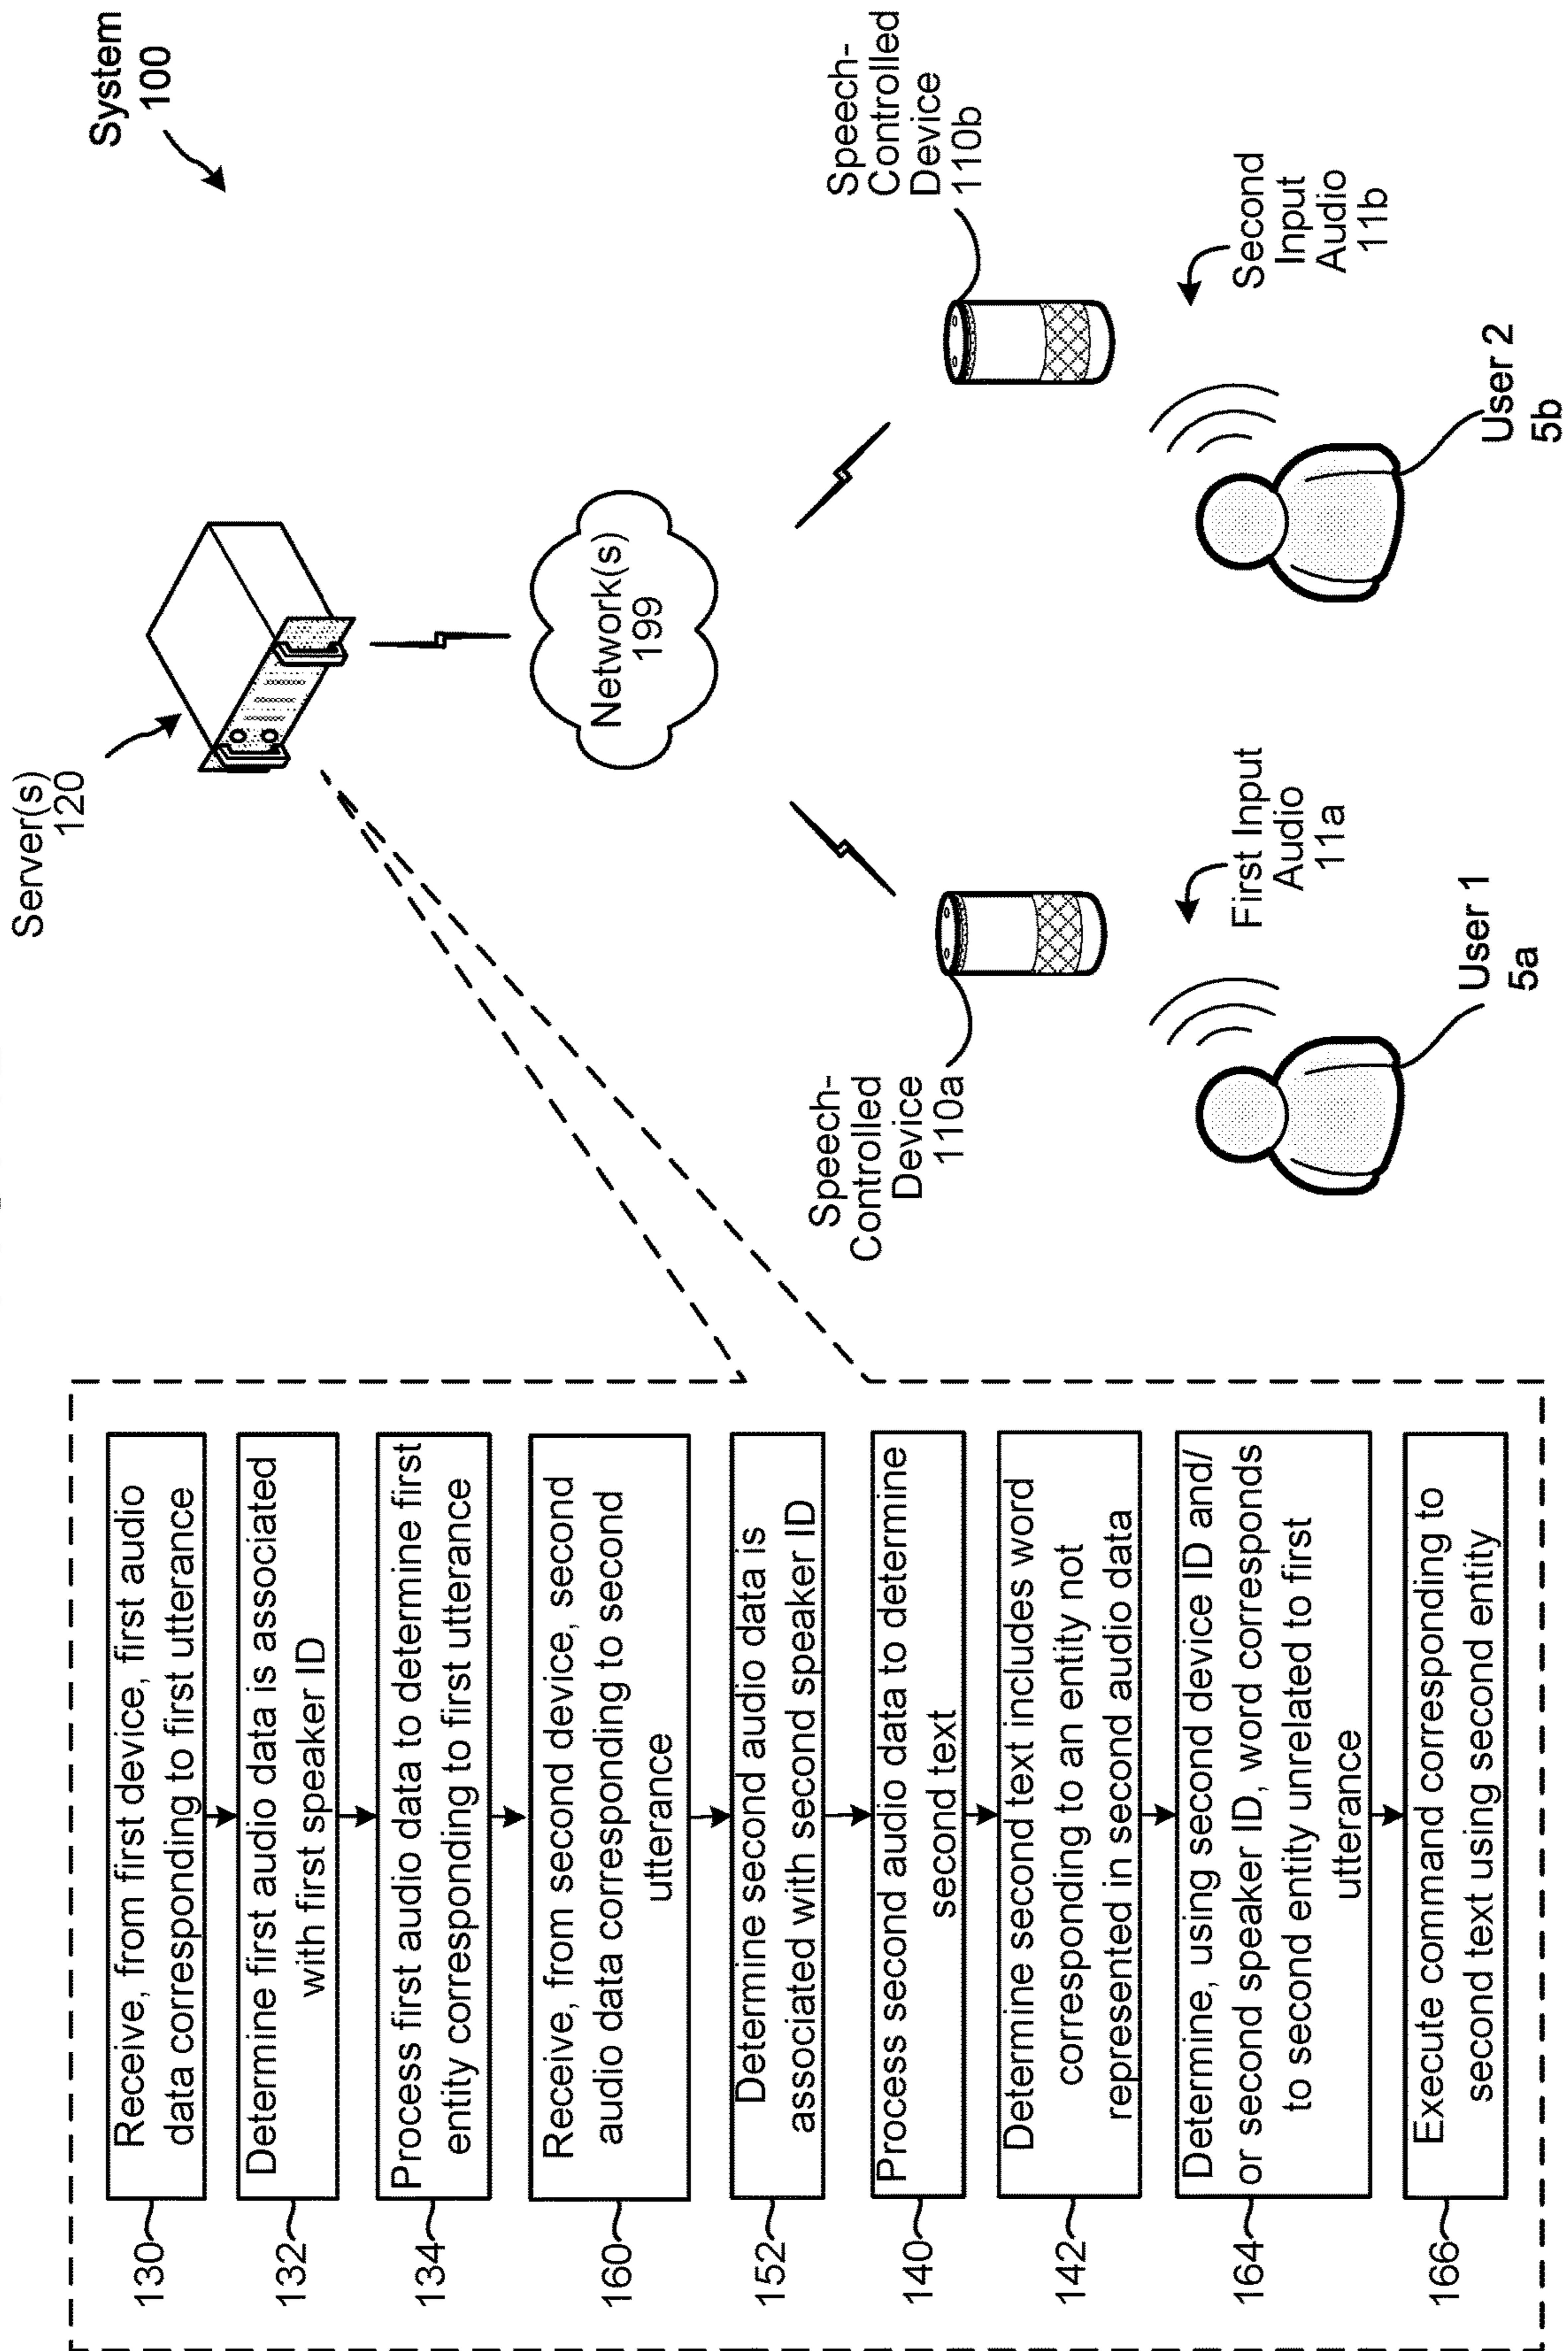 System
100
Server(s)
120
Network(s)
199
Speech-
Controlled
Device
110a
Speech-
Controlled
Device
110b
First Input
Audio
11a
Second
Input
Audio
11b
User 1
5a
User 2
5b
130
Receive, from first device, first audio
data corresponding to first utterance
132
Determine first audio data is associated
with first speaker ID
134
Process first audio data to determine first
entity corresponding to first utterance
160
Receive, from second device, second
audio data corresponding to second
utterance
152
Determine second audio data is
associated with second speaker ID
140
Process second audio data to determine
second text
142
Determine second text includes word
corresponding to an entity not
represented in second audio data
164
Determine, using second device ID and/
or second speaker ID, word corresponds
to second entity unrelated to first
utterance
166
Execute command corresponding to
second text using second entity